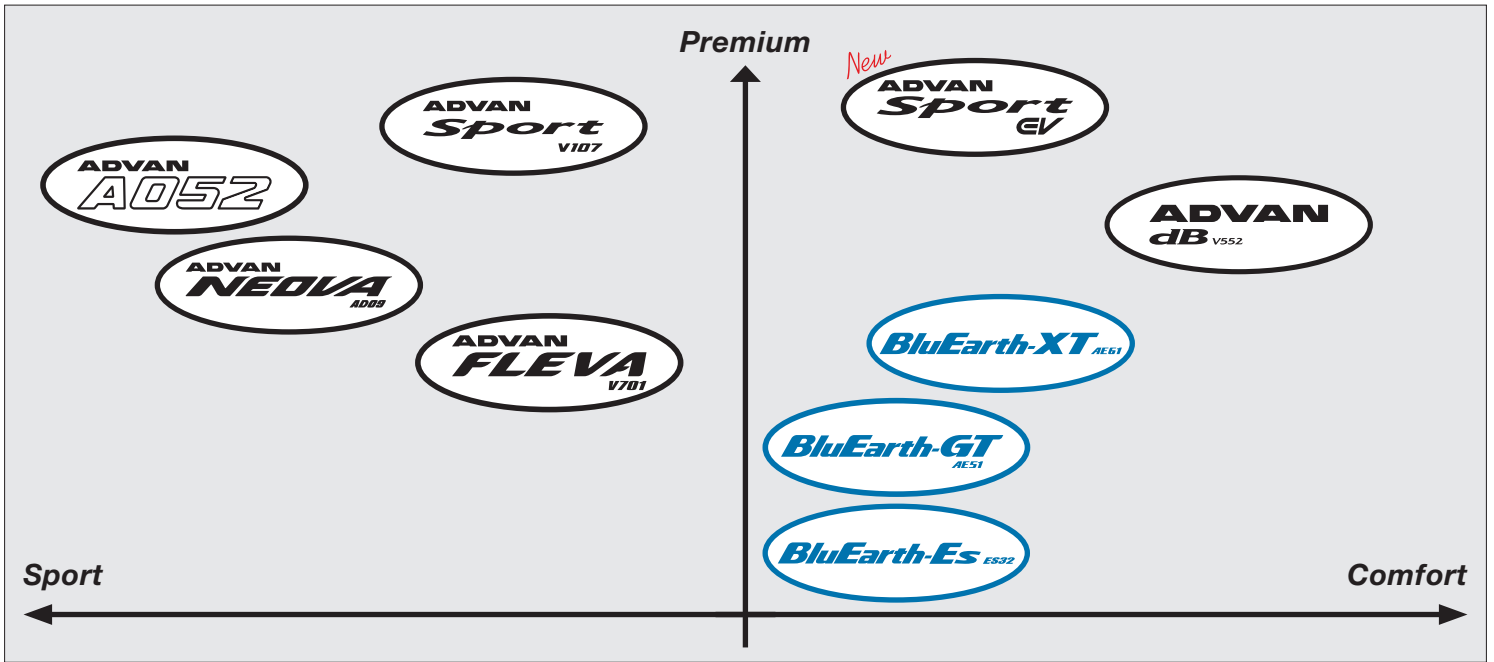 Premium
New
ADVAN
Sport
EV
ADVAN
Sport
V107
ADVAN
A052
ADVAN
dB V552
ADVAN
NEOVA
AD09
BluEarth-XT AE61
ADVAN
FLEVA
V701
BluEarth-GT
AE51
BluEarth-Es ES32
Sport
Comfort